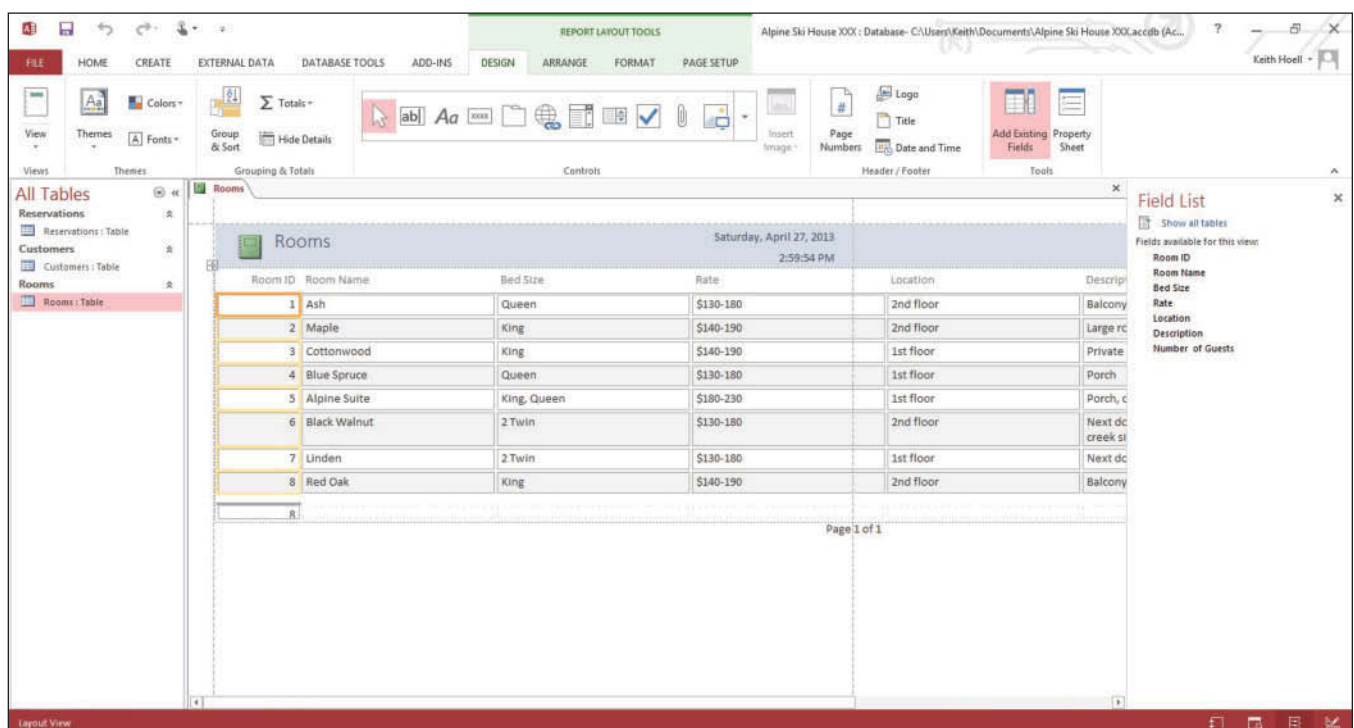 REPORT LAYOUT TOOLS
Alpine Ski House XXX : Database- C:\Users\Keith\Documents\Alpine Ski House XXX.accdb (Ac...
?
FILE HOME CREATE EXTERNAL DATA DATABASE TOOLS ADD-INS DESIGN ARRANGE FORMAT PAGE SETUP
Keith Hoell
View
Themes
Aa
Colors
A Fonts
Group & Sort
Σ Totals
Hide Details
ab| Aa XXXX
Insert Image
Page Numbers
Logo
Title
Date and Time
Add Existing Fields
Property Sheet
Views Themes Grouping & Totals Controls Header / Footer Tools
All Tables
Reservations
Reservations : Table
Customers
Customers : Table
Rooms
Rooms : Table
Rooms
Rooms
Saturday, April 27, 2013
2:59:54 PM
Room ID Room Name Bed Size Rate Location Descrip
1 Ash Queen $130-180 2nd floor Balcony
2 Maple King $140-190 2nd floor Large ro
3 Cottonwood King $140-190 1st floor Private
4 Blue Spruce Queen $130-180 1st floor Porch
5 Alpine Suite King, Queen $180-230 1st floor Porch, c
6 Black Walnut 2 Twin $130-180 2nd floor Next do
creek si
7 Linden 2 Twin $130-180 1st floor Next do
8 Red Oak King $140-190 2nd floor Balcony
8
Page 1 of 1
Field List
Show all tables
Fields available for this view:
Room ID
Room Name
Bed Size
Rate
Location
Description
Number of Guests
Layout View